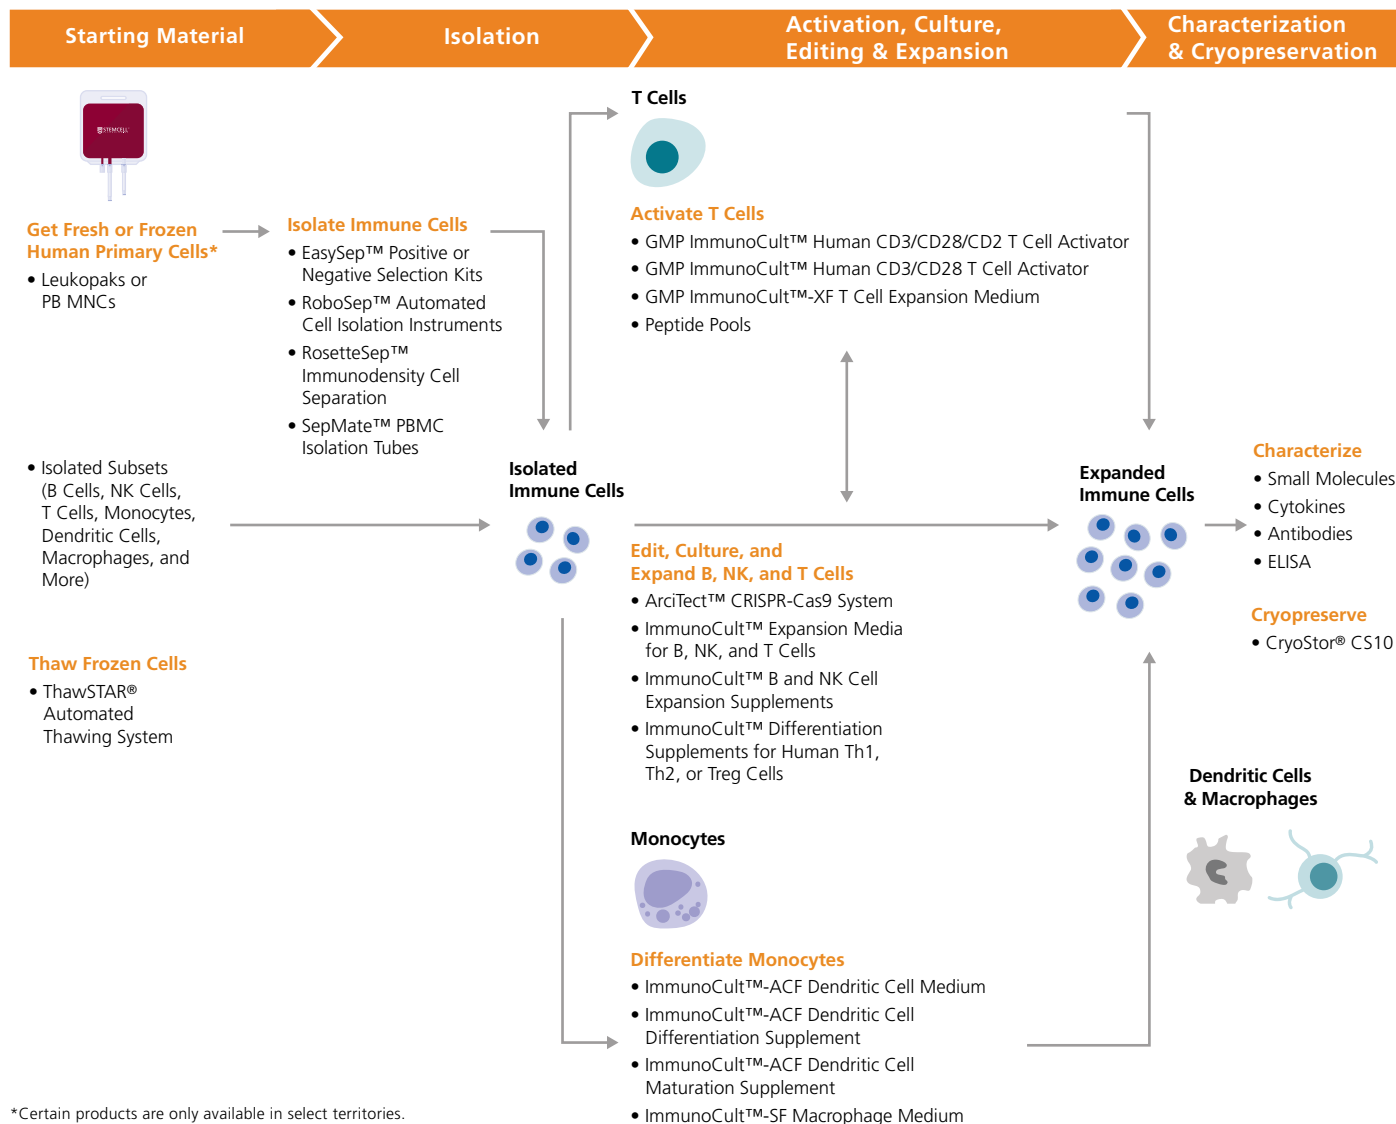 Starting Material
Isolation
Activation, Culture,
Editing & Expansion
Characterization
& Cryopreservation
STEMCELL
Get Fresh or Frozen
Human Primary Cells*
• Leukopaks or
PB MNCs
• Isolated Subsets
(B Cells, NK Cells,
T Cells, Monocytes,
Dendritic Cells,
Macrophages, and
More)
Thaw Frozen Cells
• ThawSTAR®
Automated
Thawing System
Isolate Immune Cells
• EasySep™ Positive or
Negative Selection Kits
• RoboSep™ Automated
Cell Isolation Instruments
• RosetteSep™
Immunodensity Cell
Separation
• SepMate™ PBMC
Isolation Tubes
Isolated
Immune Cells
T Cells
Activate T Cells
• GMP ImmunoCult™ Human CD3/CD28/CD2 T Cell Activator
• GMP ImmunoCult™ Human CD3/CD28 T Cell Activator
• GMP ImmunoCult™-XF T Cell Expansion Medium
• Peptide Pools
Edit, Culture, and
Expand B, NK, and T Cells
• ArciTect™ CRISPR-Cas9 System
• ImmunoCult™ Expansion Media
for B, NK, and T Cells
• ImmunoCult™ B and NK Cell
Expansion Supplements
• ImmunoCult™ Differentiation
Supplements for Human Th1,
Th2, or Treg Cells
Monocytes
Differentiate Monocytes
• ImmunoCult™-ACF Dendritic Cell Medium
• ImmunoCult™-ACF Dendritic Cell
Differentiation Supplement
• ImmunoCult™-ACF Dendritic Cell
Maturation Supplement
• ImmunoCult™-SF Macrophage Medium
Expanded
Immune Cells
Dendritic Cells
& Macrophages
Characterize
• Small Molecules
• Cytokines
• Antibodies
• ELISA
Cryopreserve
• CryoStor® CS10
*Certain products are only available in select territories.